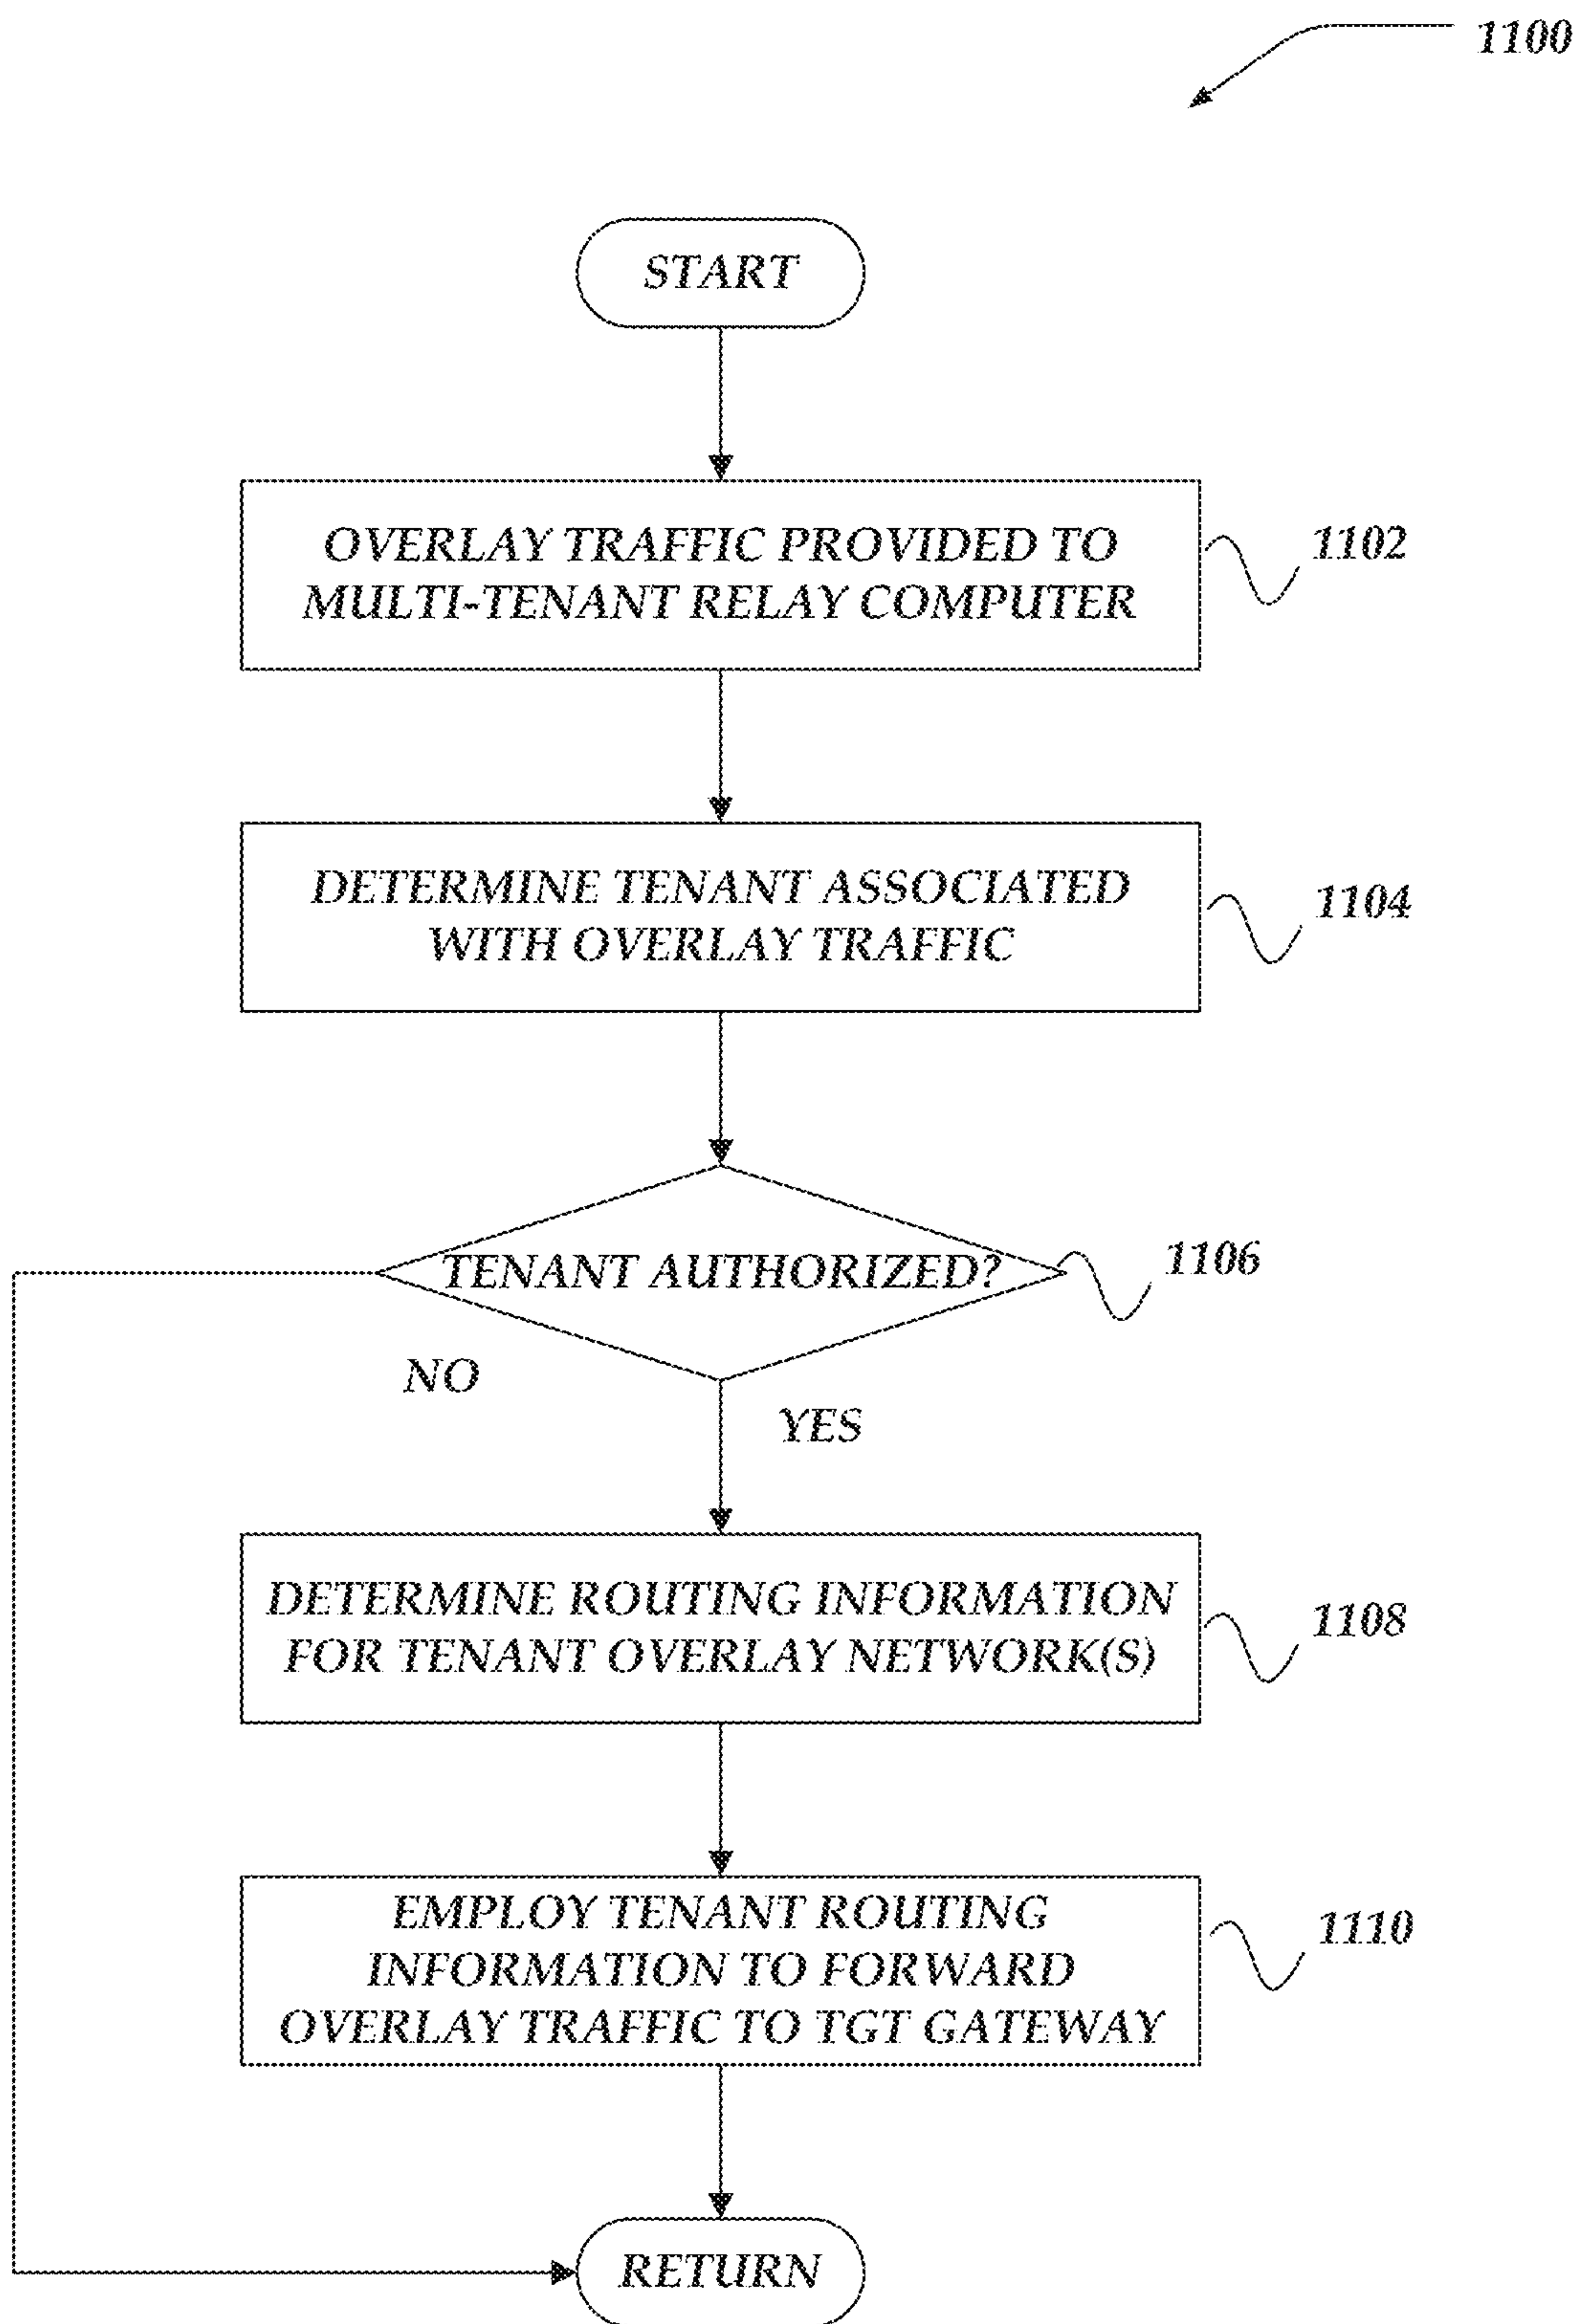 1100
START
OVERLAY TRAFFIC PROVIDED TO
MULTI-TENANT RELAY COMPUTER
1102
DETERMINE TENANT ASSOCIATED
WITH OVERLAY TRAFFIC
1104
TENANT AUTHORIZED?
1106
NO
YES
DETERMINE ROUTING INFORMATION
FOR TENANT OVERLAY NETWORK(S)
1108
EMPLOY TENANT ROUTING
INFORMATION TO FORWARD
OVERLAY TRAFFIC TO TGT GATEWAY
1110
RETURN